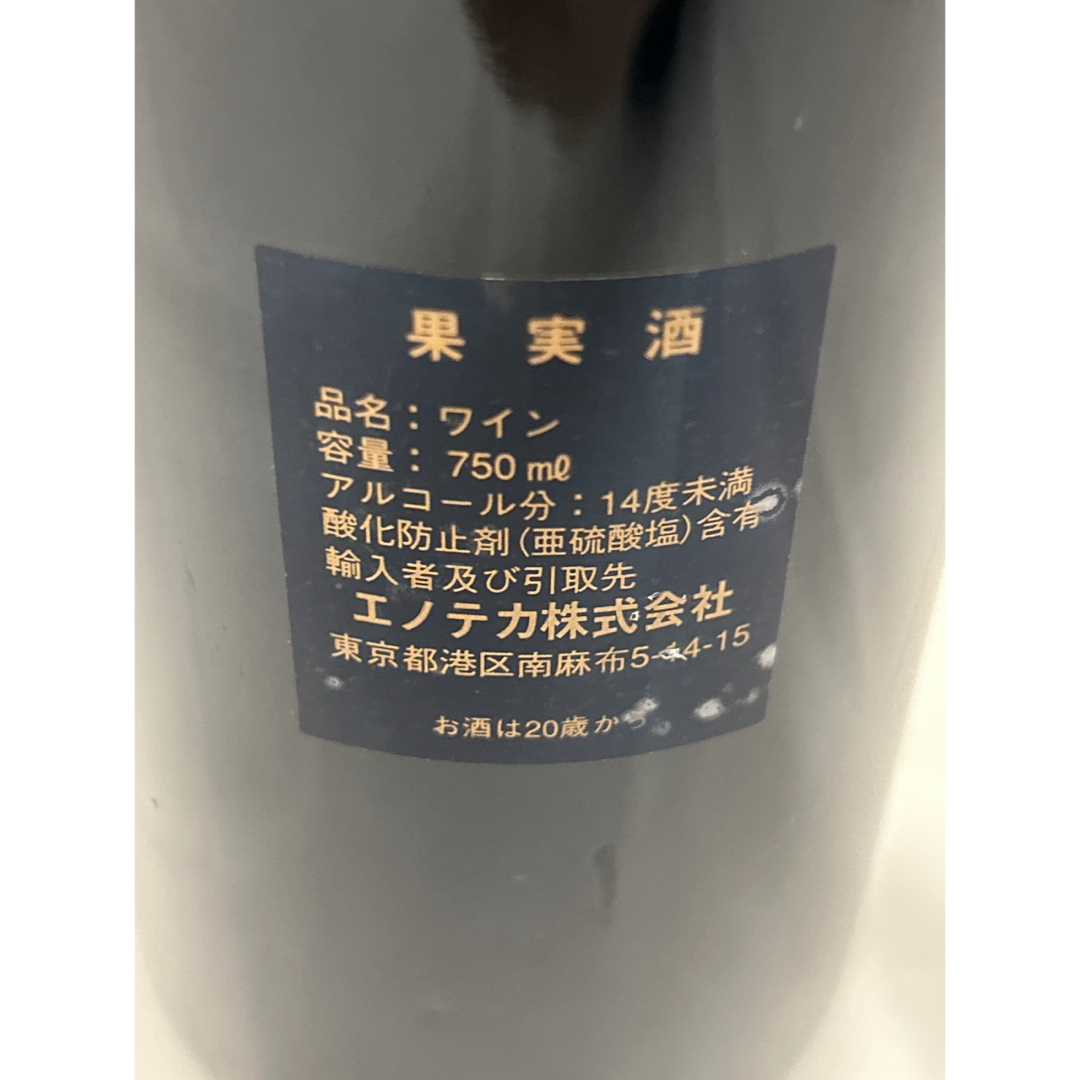 果実酒
品名：ワイン
容量：750㎖
アルコール分：14度未満
酸化防止剤(亜硫酸塩)含有
輸入者及び引取先
エノテカ株式会社
東京都港区南麻布5-14-15
お酒は20歳から